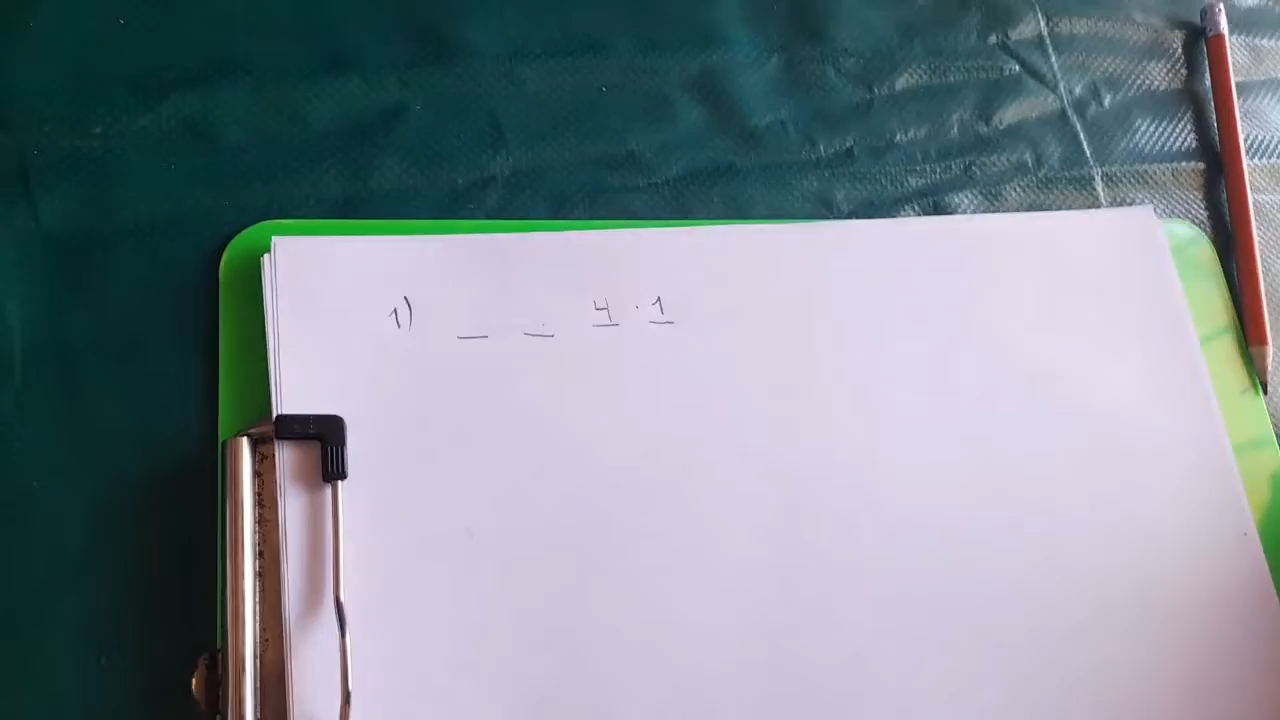 1) _ _ 4 · 1